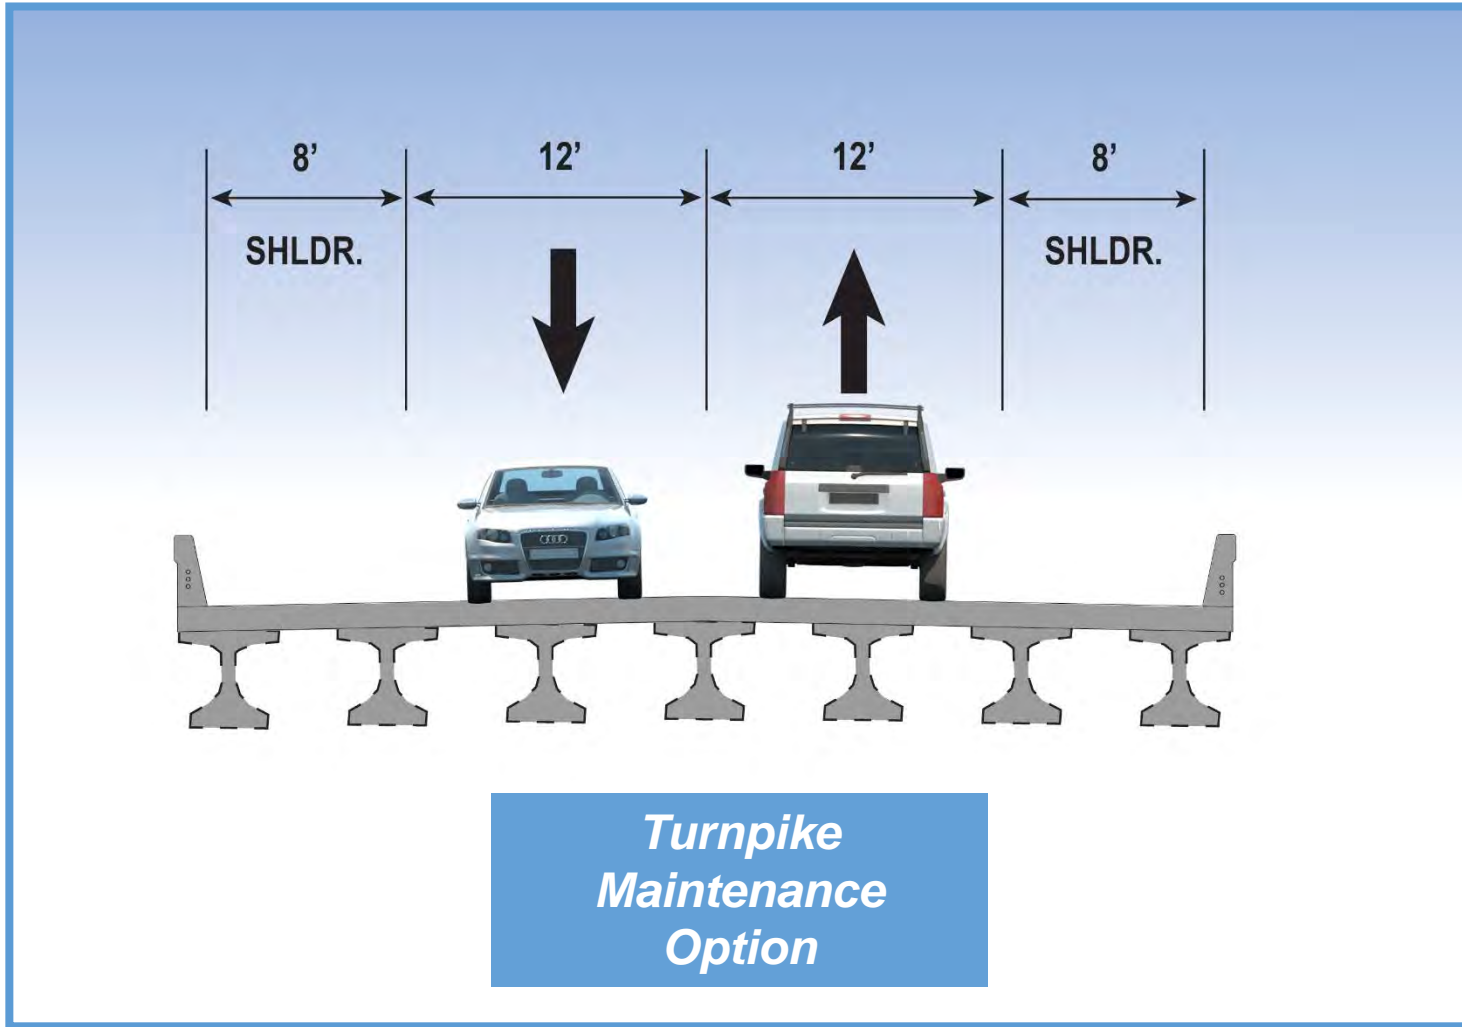 8’ 12’ 12’ 8’
SHLDR. SHLDR.
Turnpike
Maintenance
Option